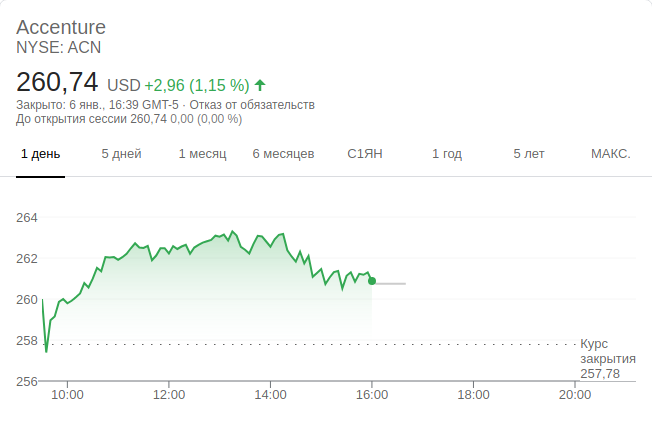 Accenture
NYSE: ACN
260,74 USD +2,96 (1,15 %)
Закрыто: 6 янв., 16:39 GMT-5 · Отказ от обязательств
До открытия сессии 260,74 0,00 (0,00 %)
1 день 5 дней 1 месяц 6 месяцев С1ЯН 1 год 5 лет МАКС.
264
262
260
258
Курс
закрытия
257,78
256
10:00 12:00 14:00 16:00 18:00 20:00